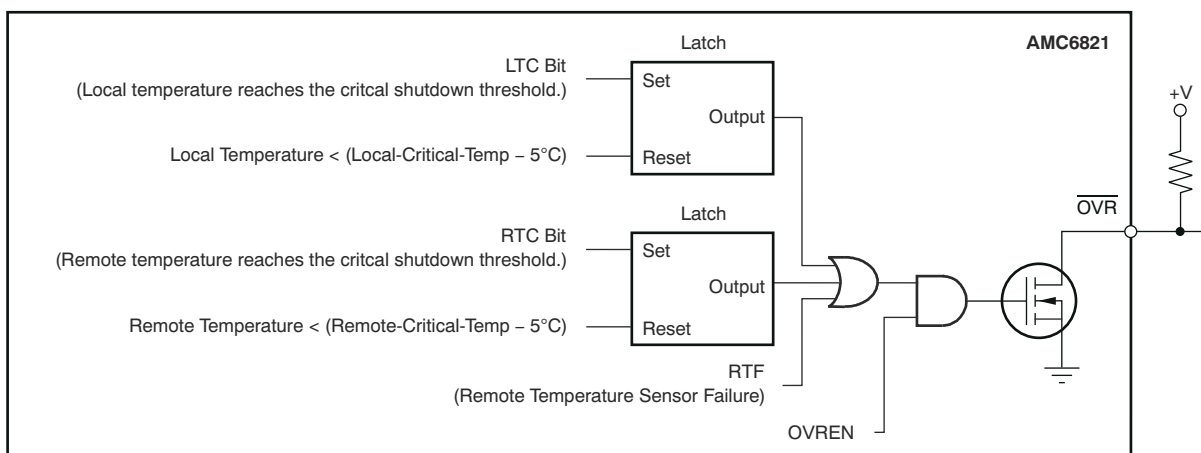 AMC6821
Latch
LTC Bit
(Local temperature reaches the critcal shutdown threshold.)
Set
Output
Local Temperature < (Local-Critical-Temp – 5°C)
Reset
+V
Latch
OVR
RTC Bit
(Remote temperature reaches the critcal shutdown threshold.)
Set
Output
Remote Temperature < (Remote-Critical-Temp – 5°C)
Reset
RTF
(Remote Temperature Sensor Failure)
OVREN